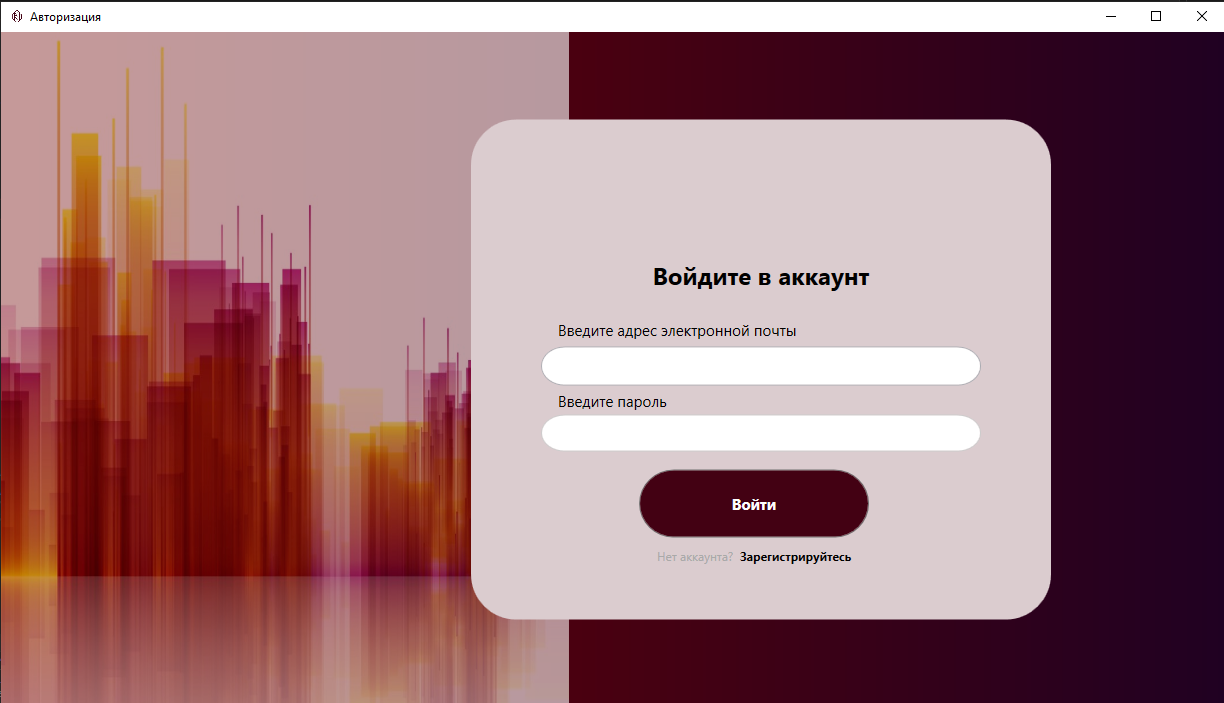 Авторизация
Войдите в аккаунт
Введите адрес электронной почты
Введите пароль
Войти
Нет аккаунта? Зарегистрируйтесь